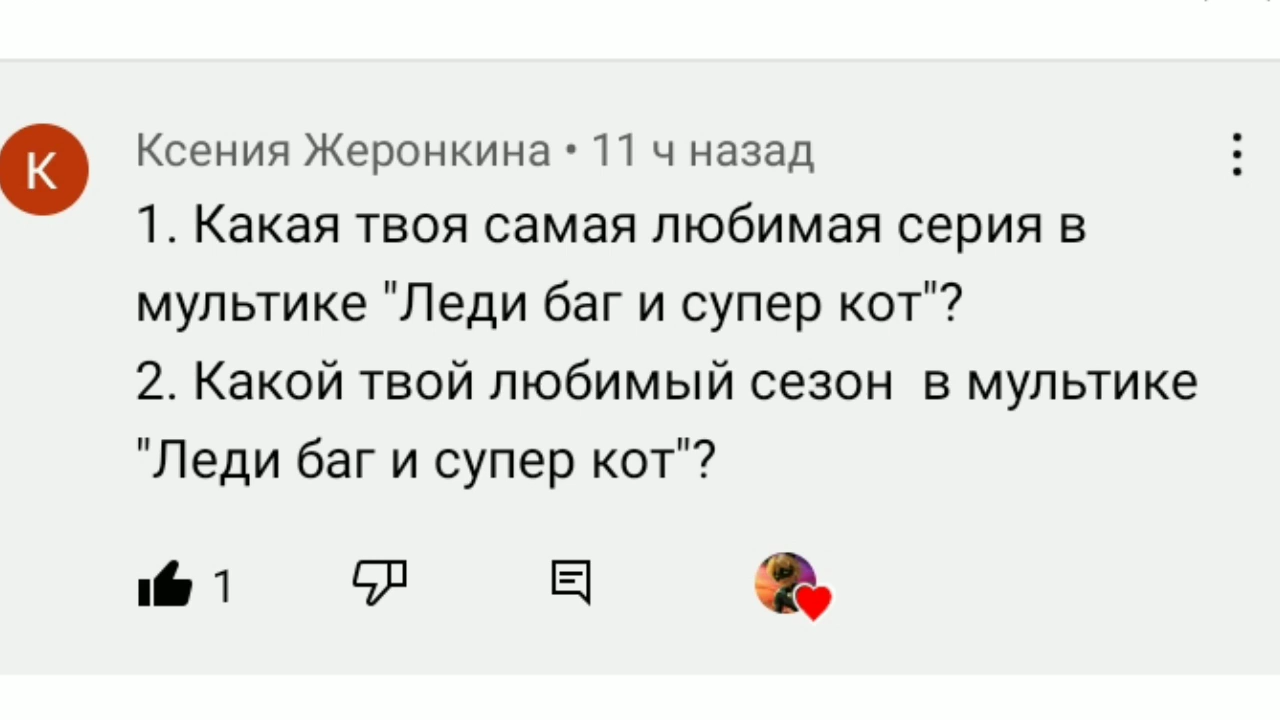 К
Ксения Жеронкина • 11 ч назад
1. Какая твоя самая любимая серия в
мультике "Леди баг и супер кот"?
2. Какой твой любимый сезон  в мультике
"Леди баг и супер кот"?
1